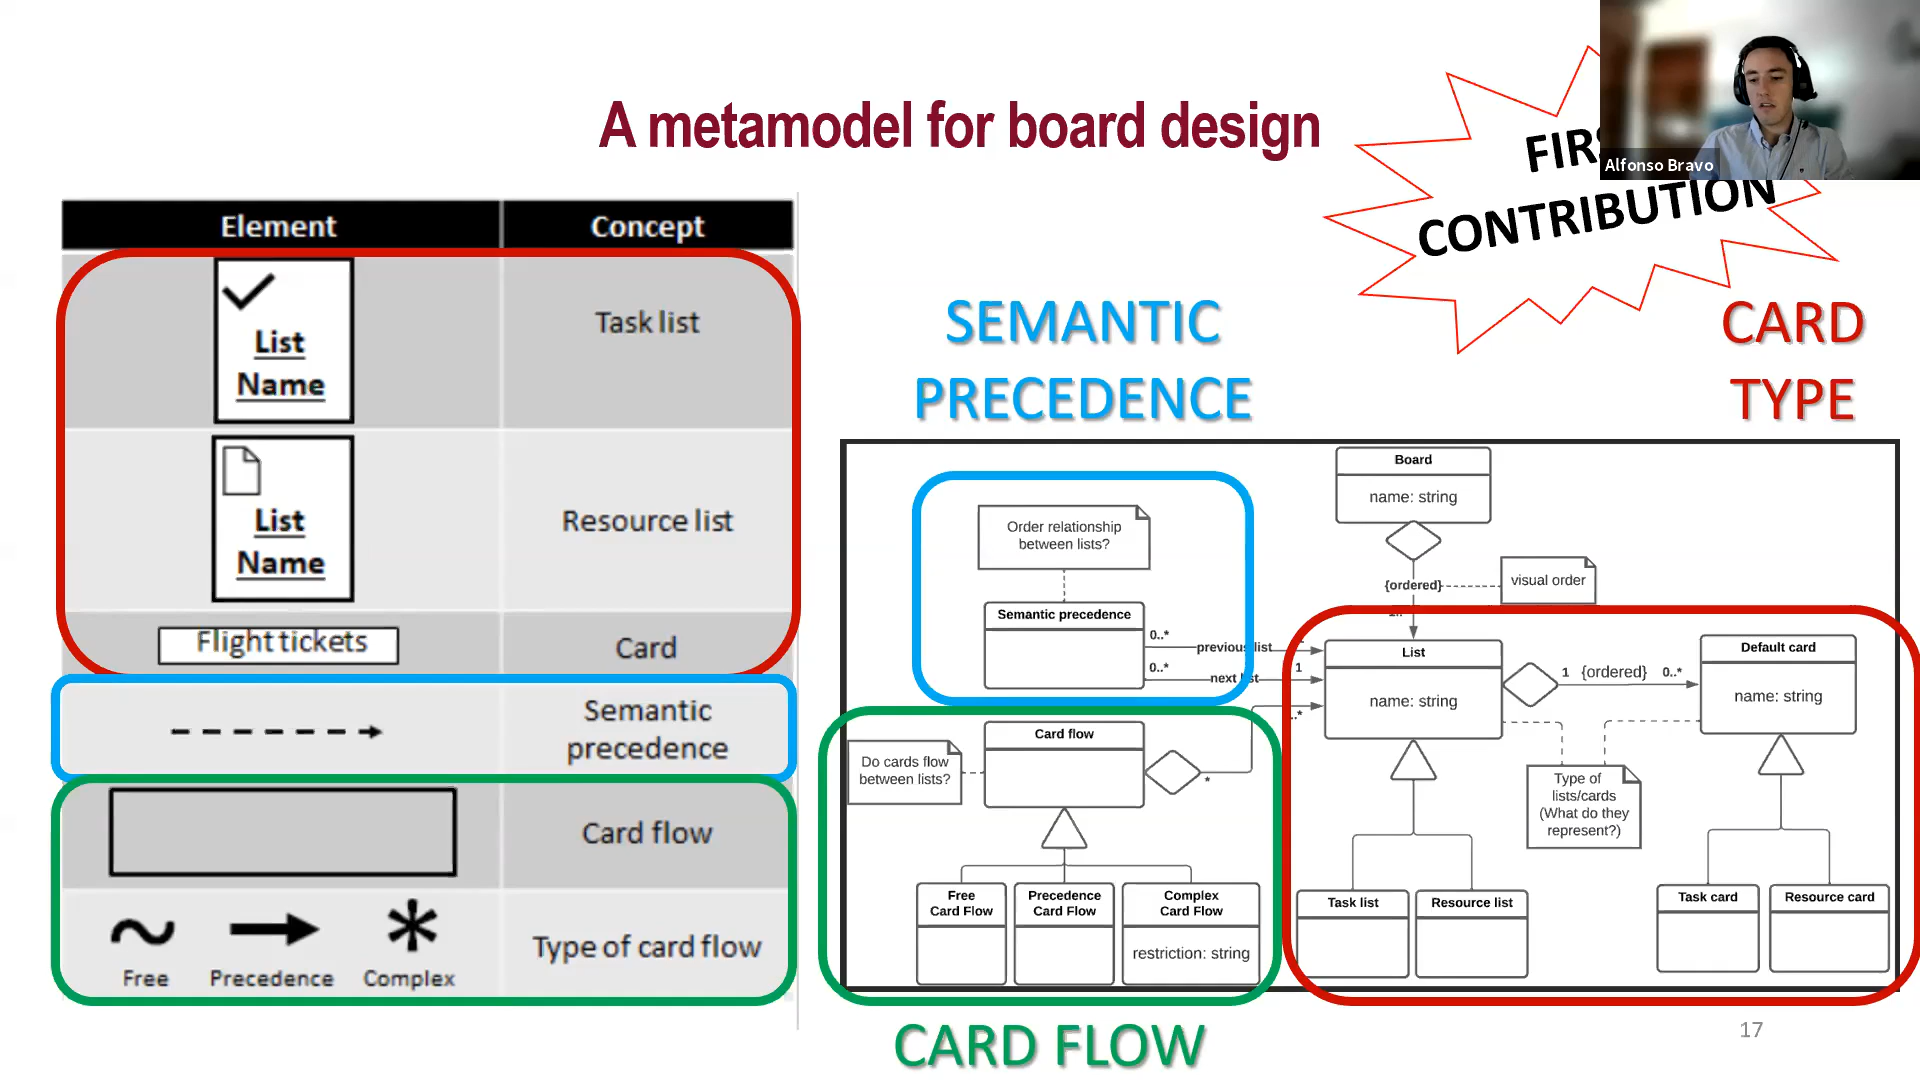 A metamodel for board design
CONTRIBUTION
Alfonso Bravo
Element
Concept
List
Name
Task list
List
Name
Resource list
Flight tickets
Card
Semantic
precedence
Card flow
Free
Precedence
Complex
Type of card flow
SEMANTIC
PRECEDENCE
CARD
TYPE
Board
name: string
Order relationship
between lists?
{ordered}
visual order
Semantic precedence
0..*
previous list
0..*
next list
1
List
name: string
1
{ordered}
0..*
Default card
name: string
Card flow
Do cards flow
between lists?
*
Type of
lists/cards
(What do they
represent?)
Free
Card Flow
Precedence
Card Flow
Complex
Card Flow
restriction: string
Task list
Resource list
Task card
Resource card
CARD FLOW
17